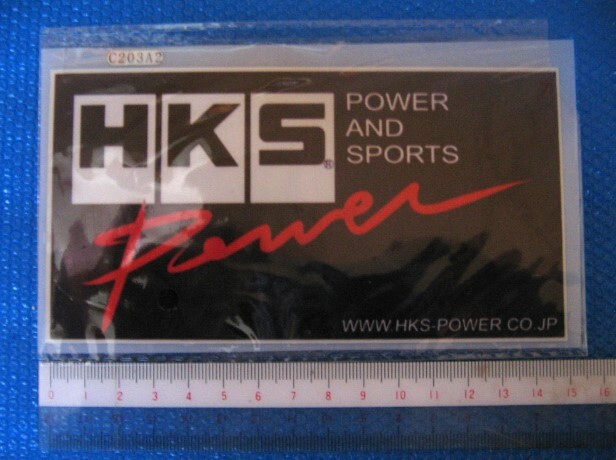 C203A2
HKS®
POWER
AND
SPORTS
Power
WWW.HKS-POWER.CO.JP
0 1 2 3 4 5 6 7 8 9 10 11 12 13 14 15 16